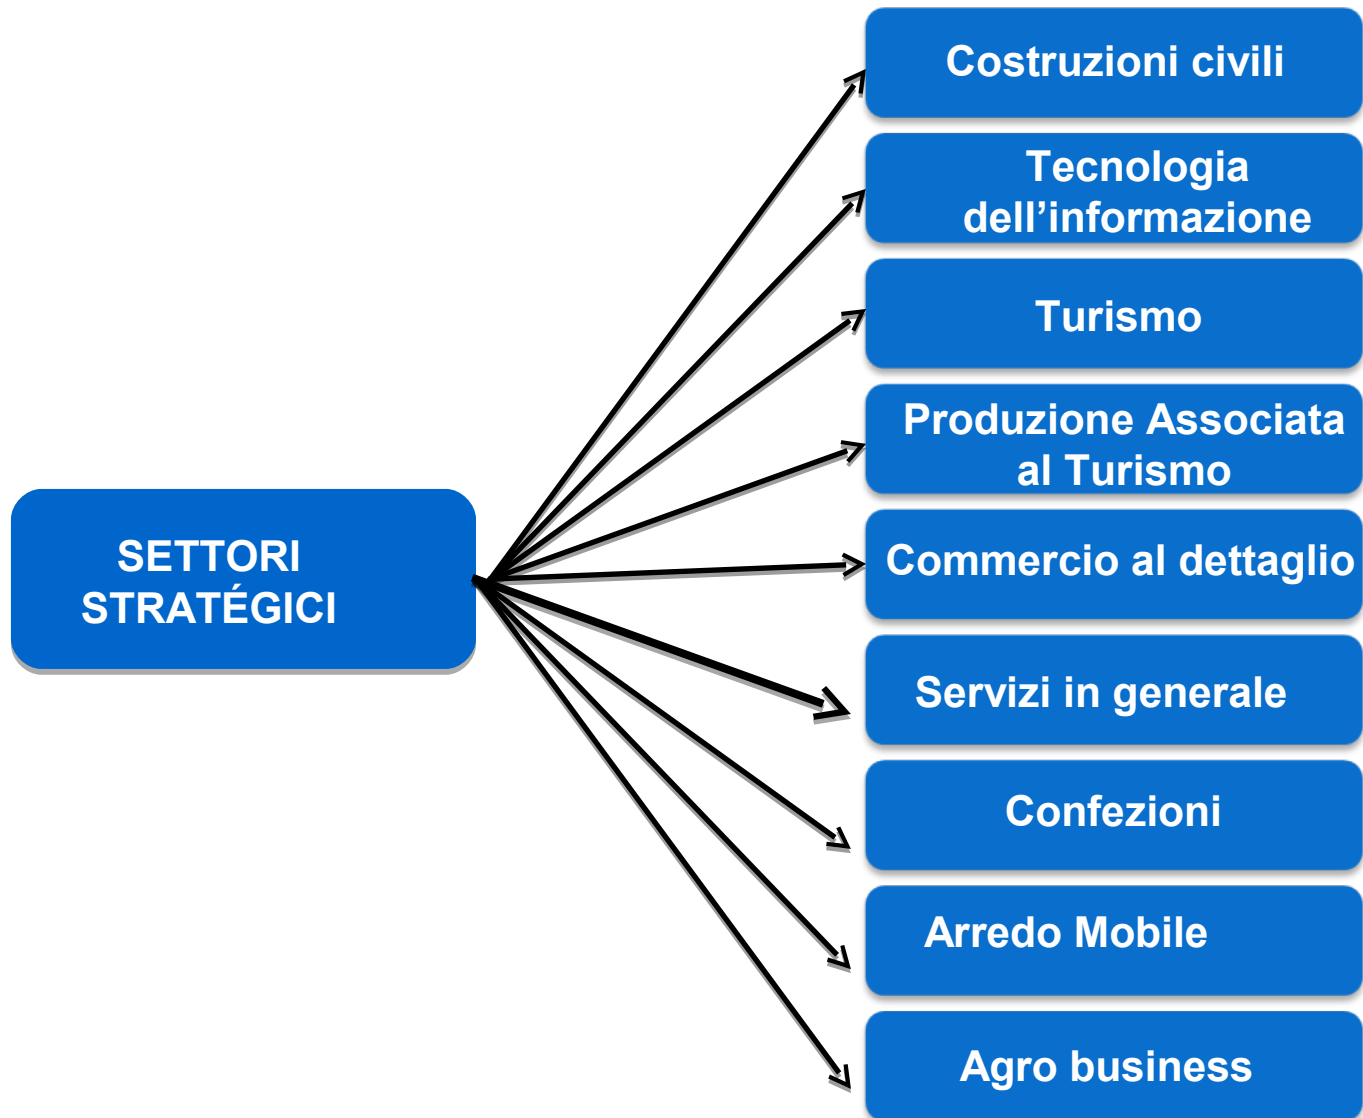 Costruzioni civili
Tecnologia
dell’informazione
Turismo
Produzione Associata
al Turismo
SETTORI
STRATÉGICI
Commercio al dettaglio
Servizi in generale
Confezioni
Arredo Mobile
Agro business